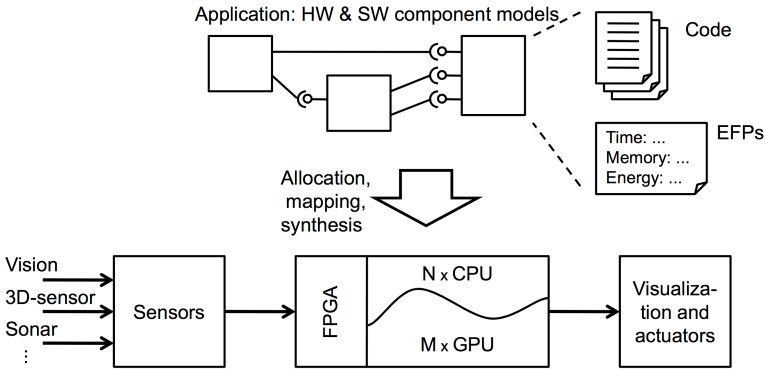 Application: HW & SW component models
Code
EFPs
Time: ...
Memory: ...
Energy: ...
Allocation,
mapping,
synthesis
Vision
3D-sensor
Sonar
⋮
Sensors
FPGA
N x CPU
M x GPU
Visualiza-
tion and
actuators